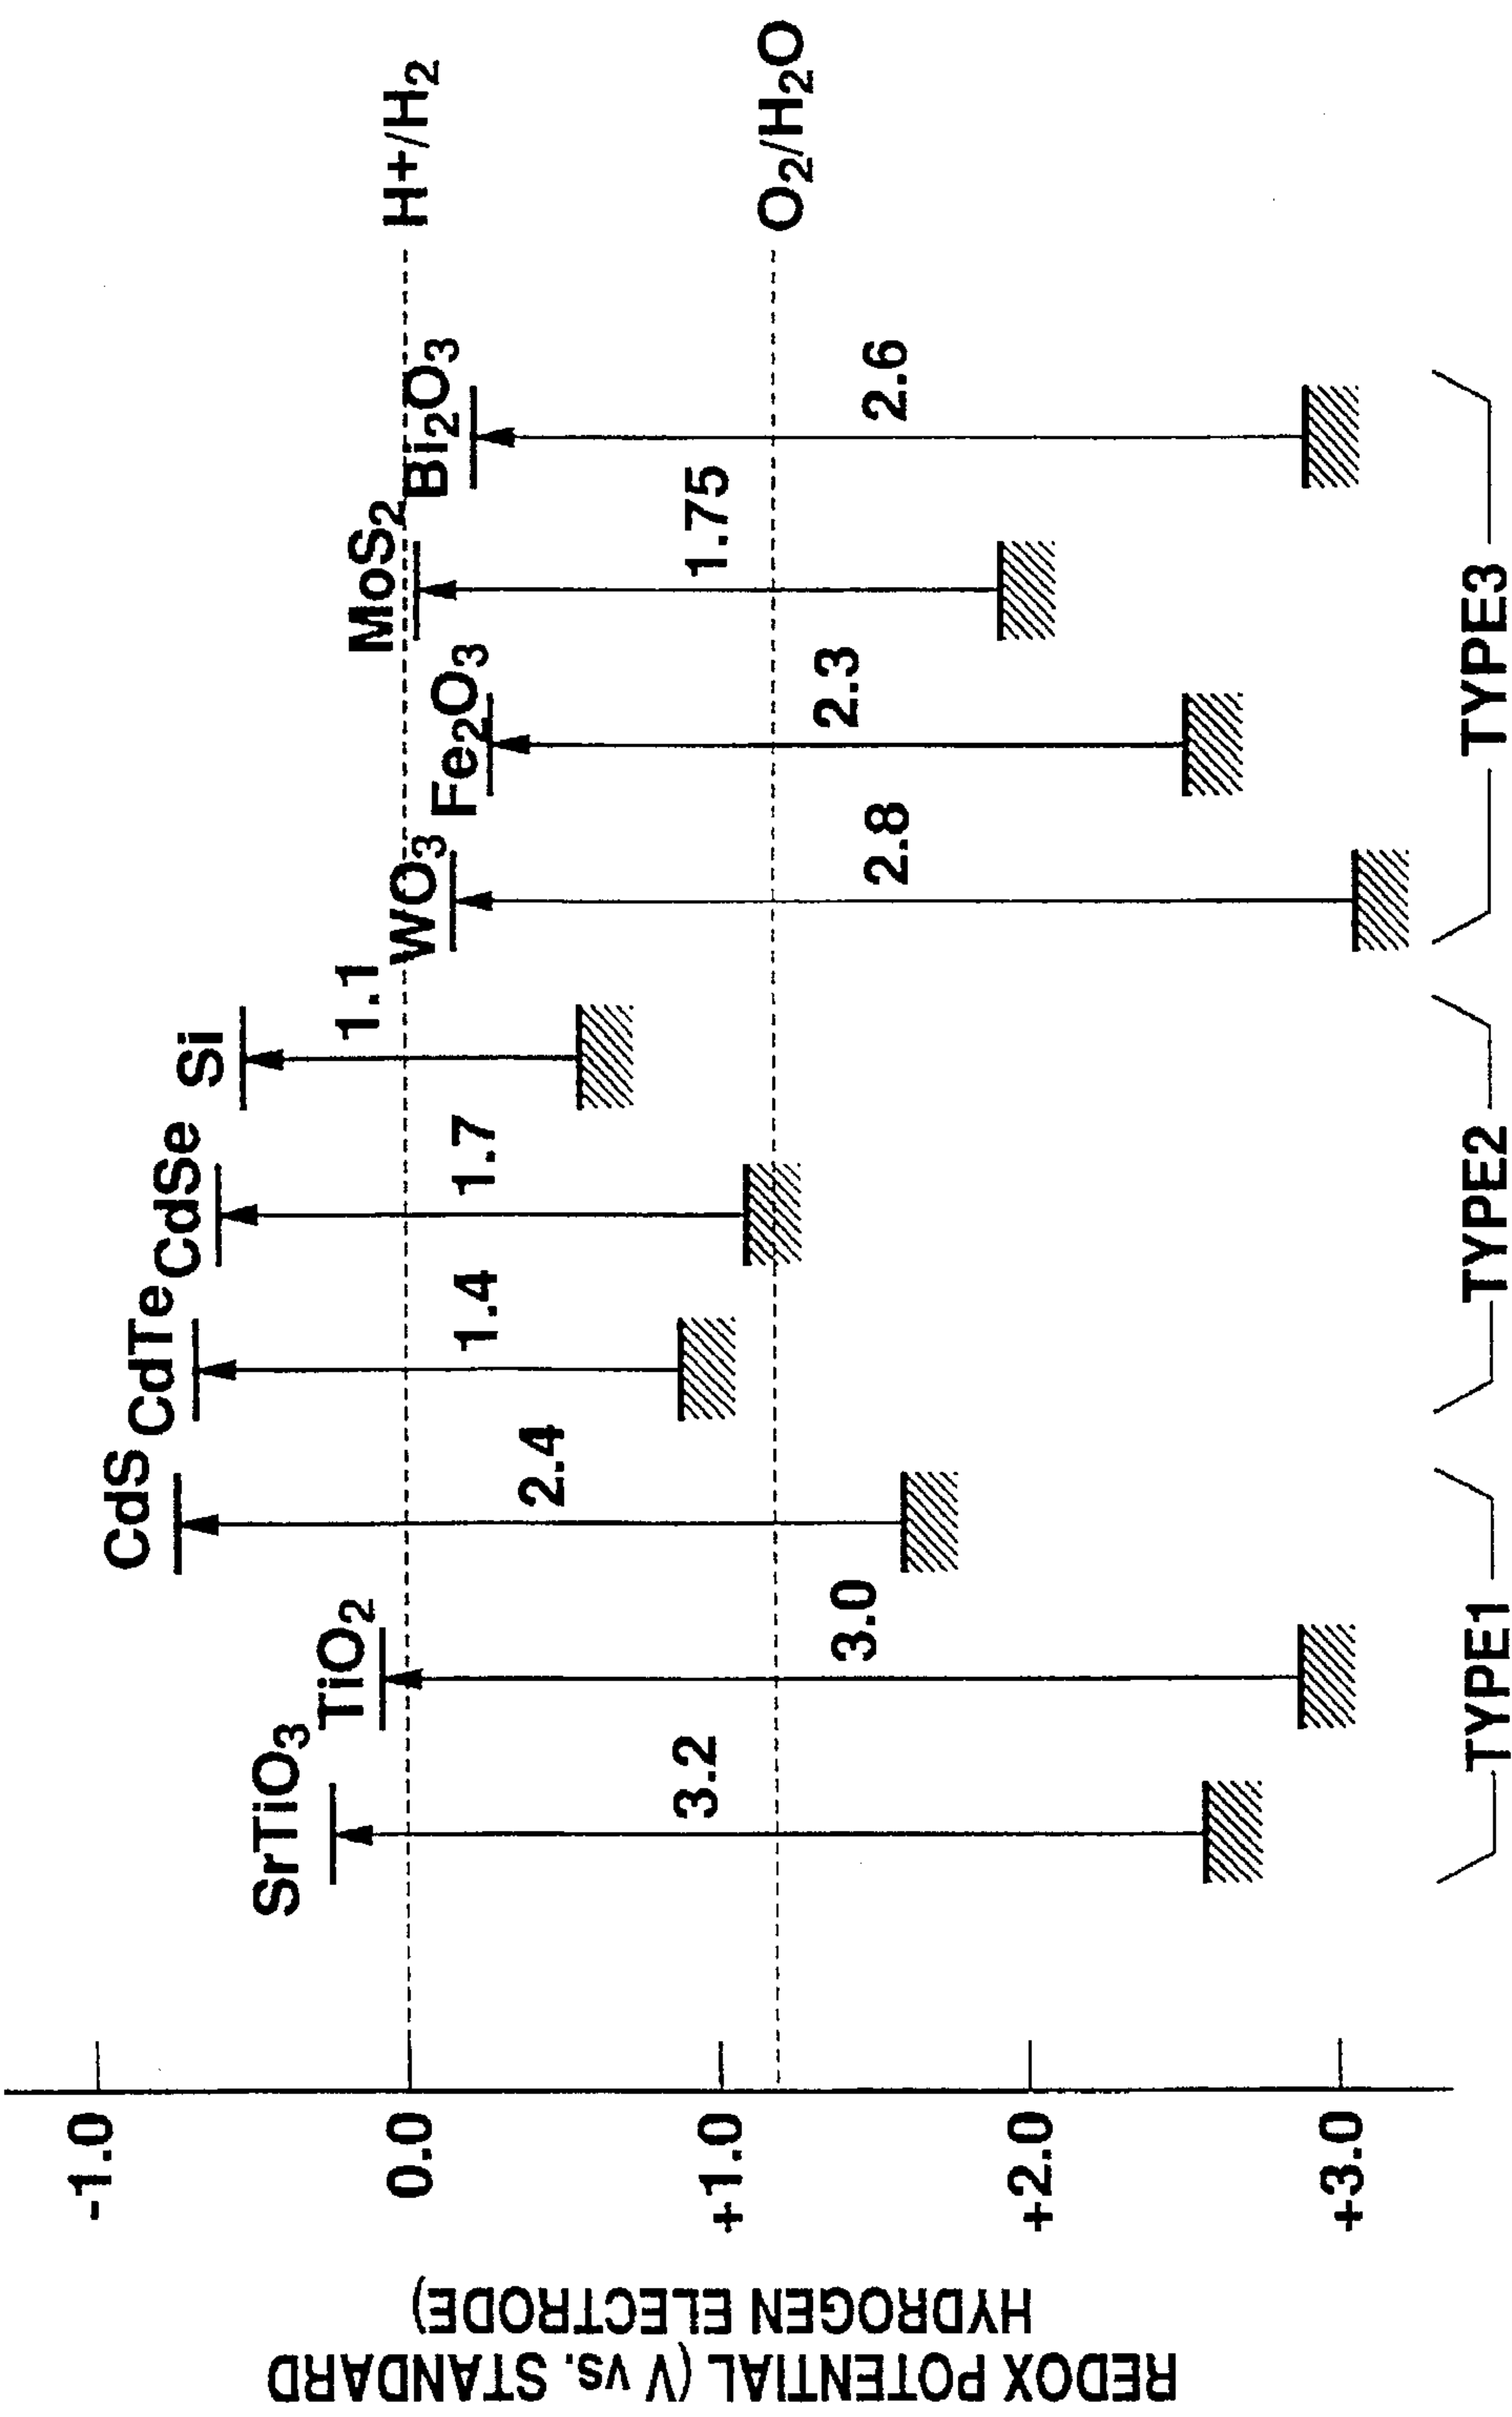 REDOX POTENTIAL (V vs. STANDARD
HYDROGEN ELECTRODE)
-1.0
0.0
+1.0
+2.0
+3.0
SrTiO3
3.2
TiO2
3.0
CdS
2.4
CdTe
1.4
CdSe
1.7
Si
1.1
WO3
2.8
Fe2O3
2.3
MoS2
1.75
Bi2O3
2.6
H+/H2
O2/H2O
TYPE1
TYPE2
TYPE3